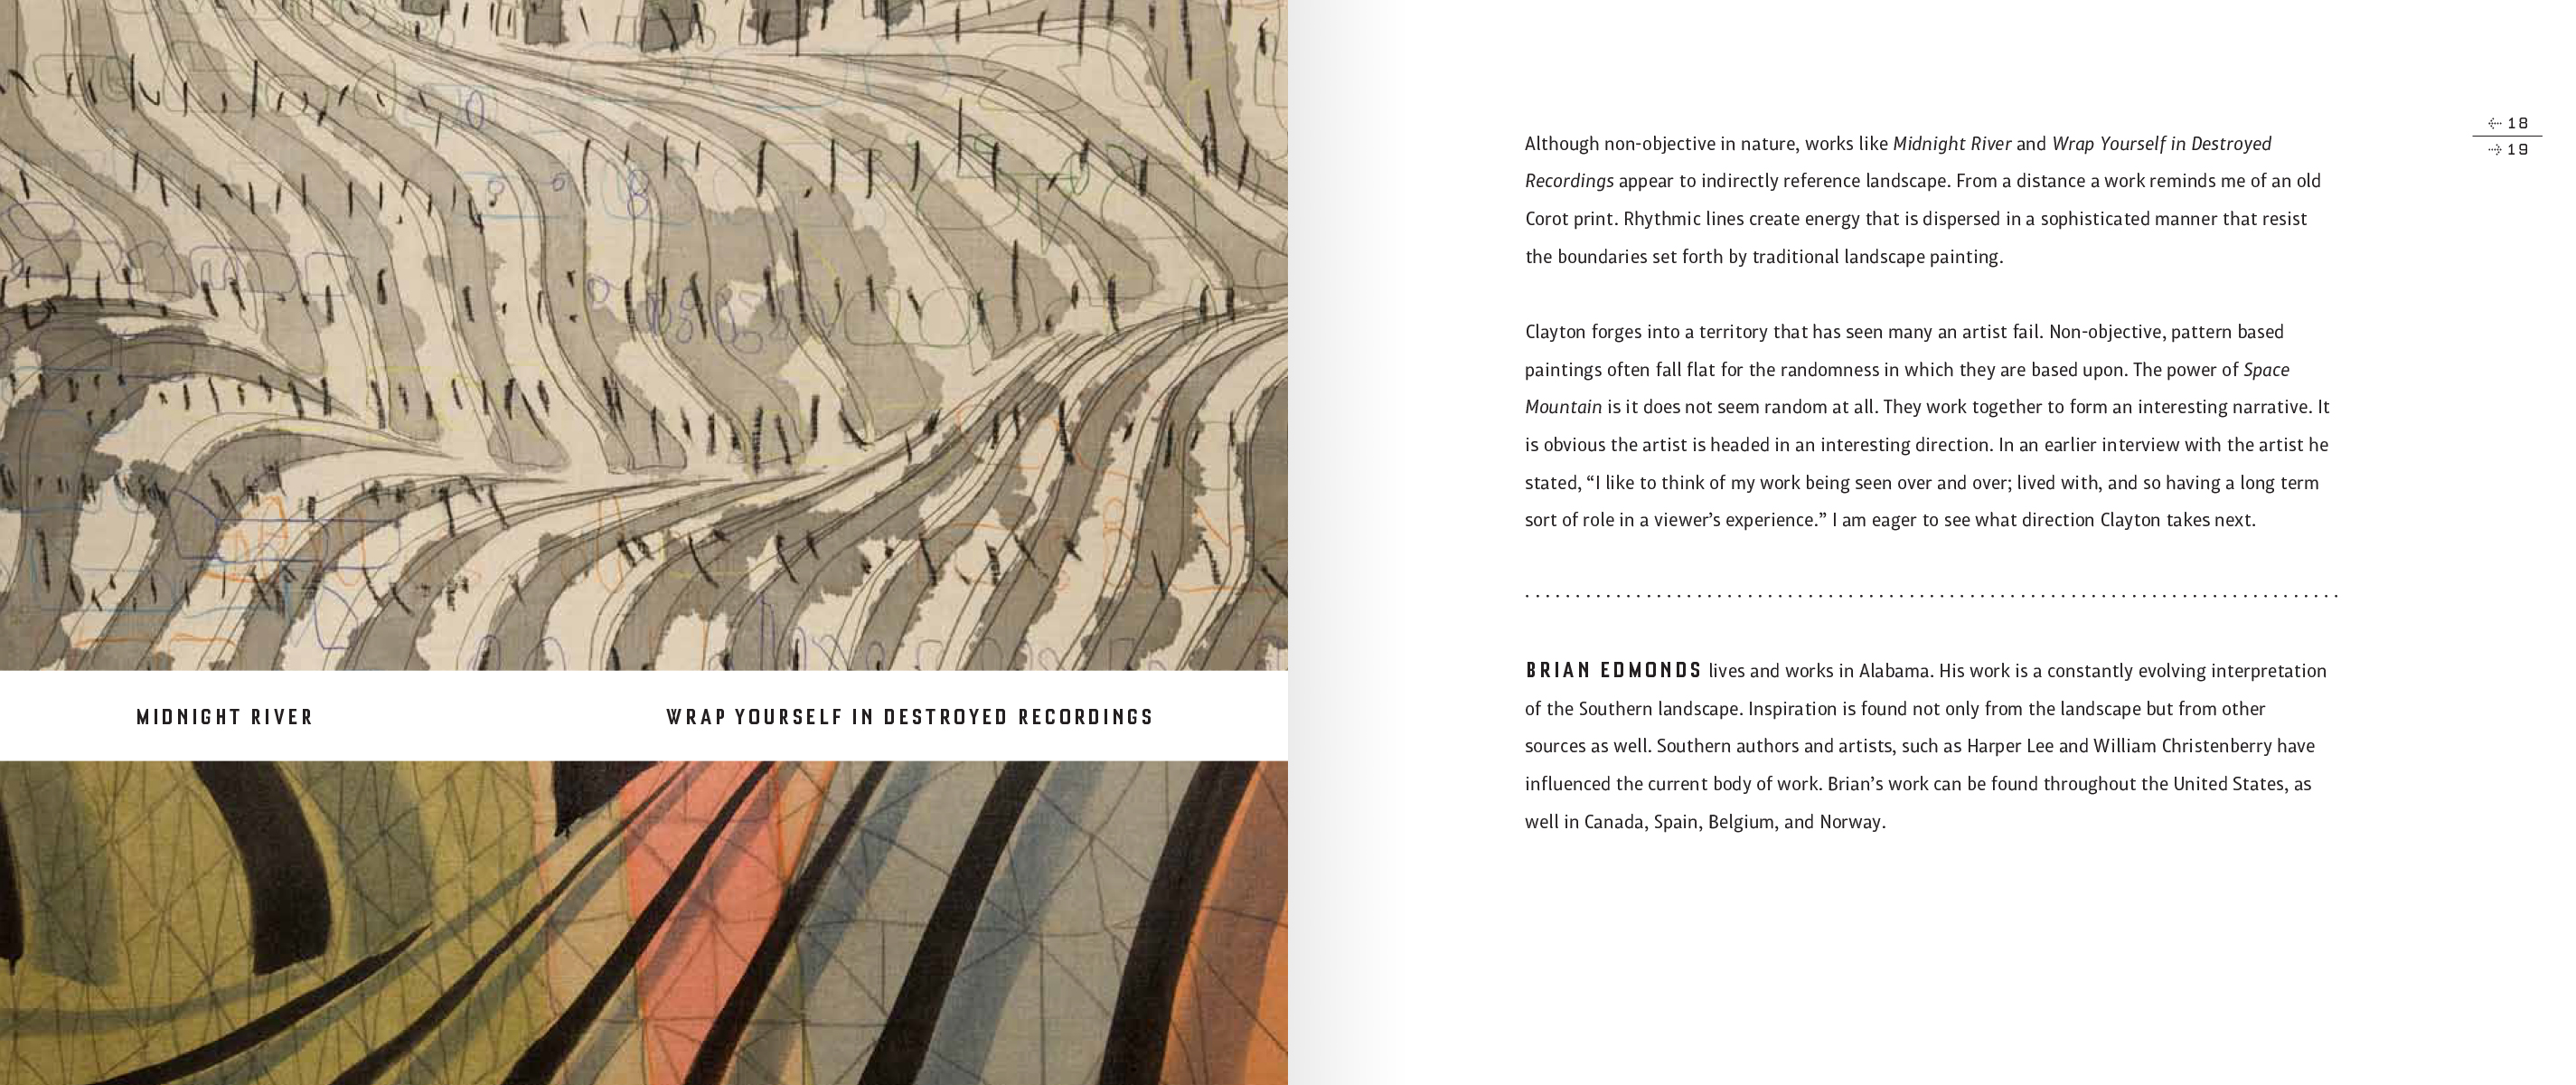 MIDNIGHT RIVER
WRAP YOURSELF IN DESTROYED RECORDINGS
18
19
Although non-objective in nature, works like Midnight River and Wrap Yourself in Destroyed
Recordings appear to indirectly reference landscape. From a distance a work reminds me of an old
Corot print. Rhythmic lines create energy that is dispersed in a sophisticated manner that resist
the boundaries set forth by traditional landscape painting.
Clayton forges into a territory that has seen many an artist fail. Non-objective, pattern based
paintings often fall flat for the randomness in which they are based upon. The power of Space
Mountain is it does not seem random at all. They work together to form an interesting narrative. It
is obvious the artist is headed in an interesting direction. In an earlier interview with the artist he
stated, “I like to think of my work being seen over and over; lived with, and so having a long term
sort of role in a viewer’s experience.” I am eager to see what direction Clayton takes next.
BRIAN EDMONDS lives and works in Alabama. His work is a constantly evolving interpretation
of the Southern landscape. Inspiration is found not only from the landscape but from other
sources as well. Southern authors and artists, such as Harper Lee and William Christenberry have
influenced the current body of work. Brian’s work can be found throughout the United States, as
well in Canada, Spain, Belgium, and Norway.